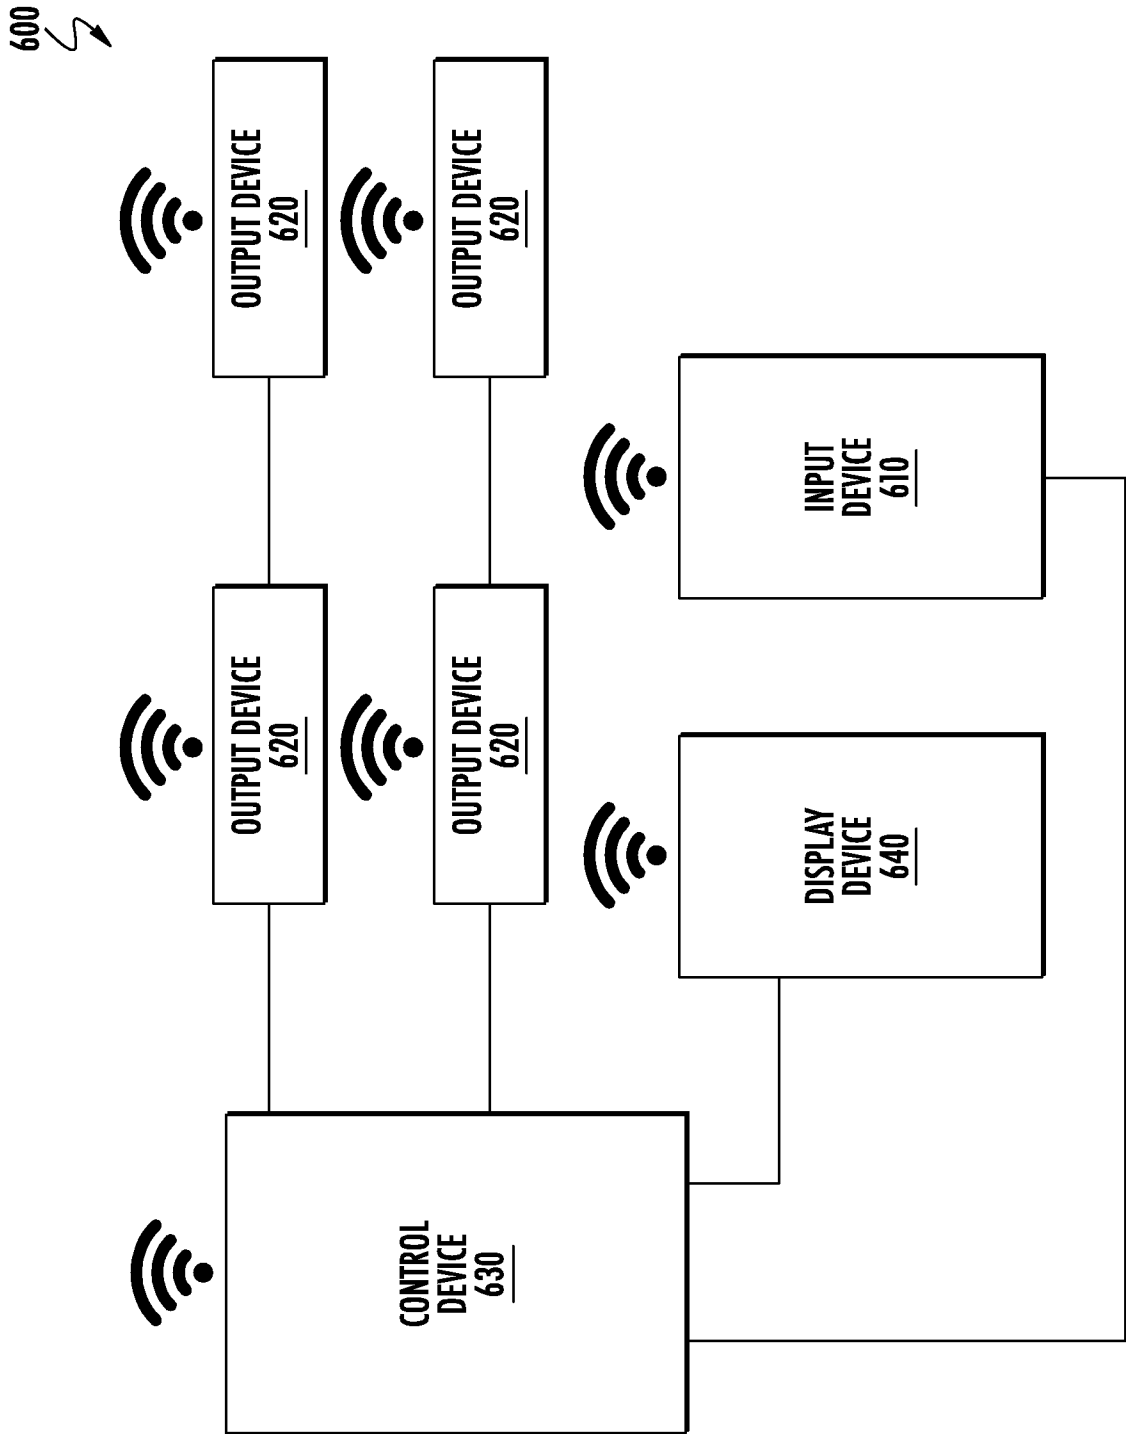 600
OUTPUT DEVICE
620
OUTPUT DEVICE
620
OUTPUT DEVICE
620
OUTPUT DEVICE
620
CONTROL
DEVICE
630
DISPLAY
DEVICE
640
INPUT
DEVICE
610